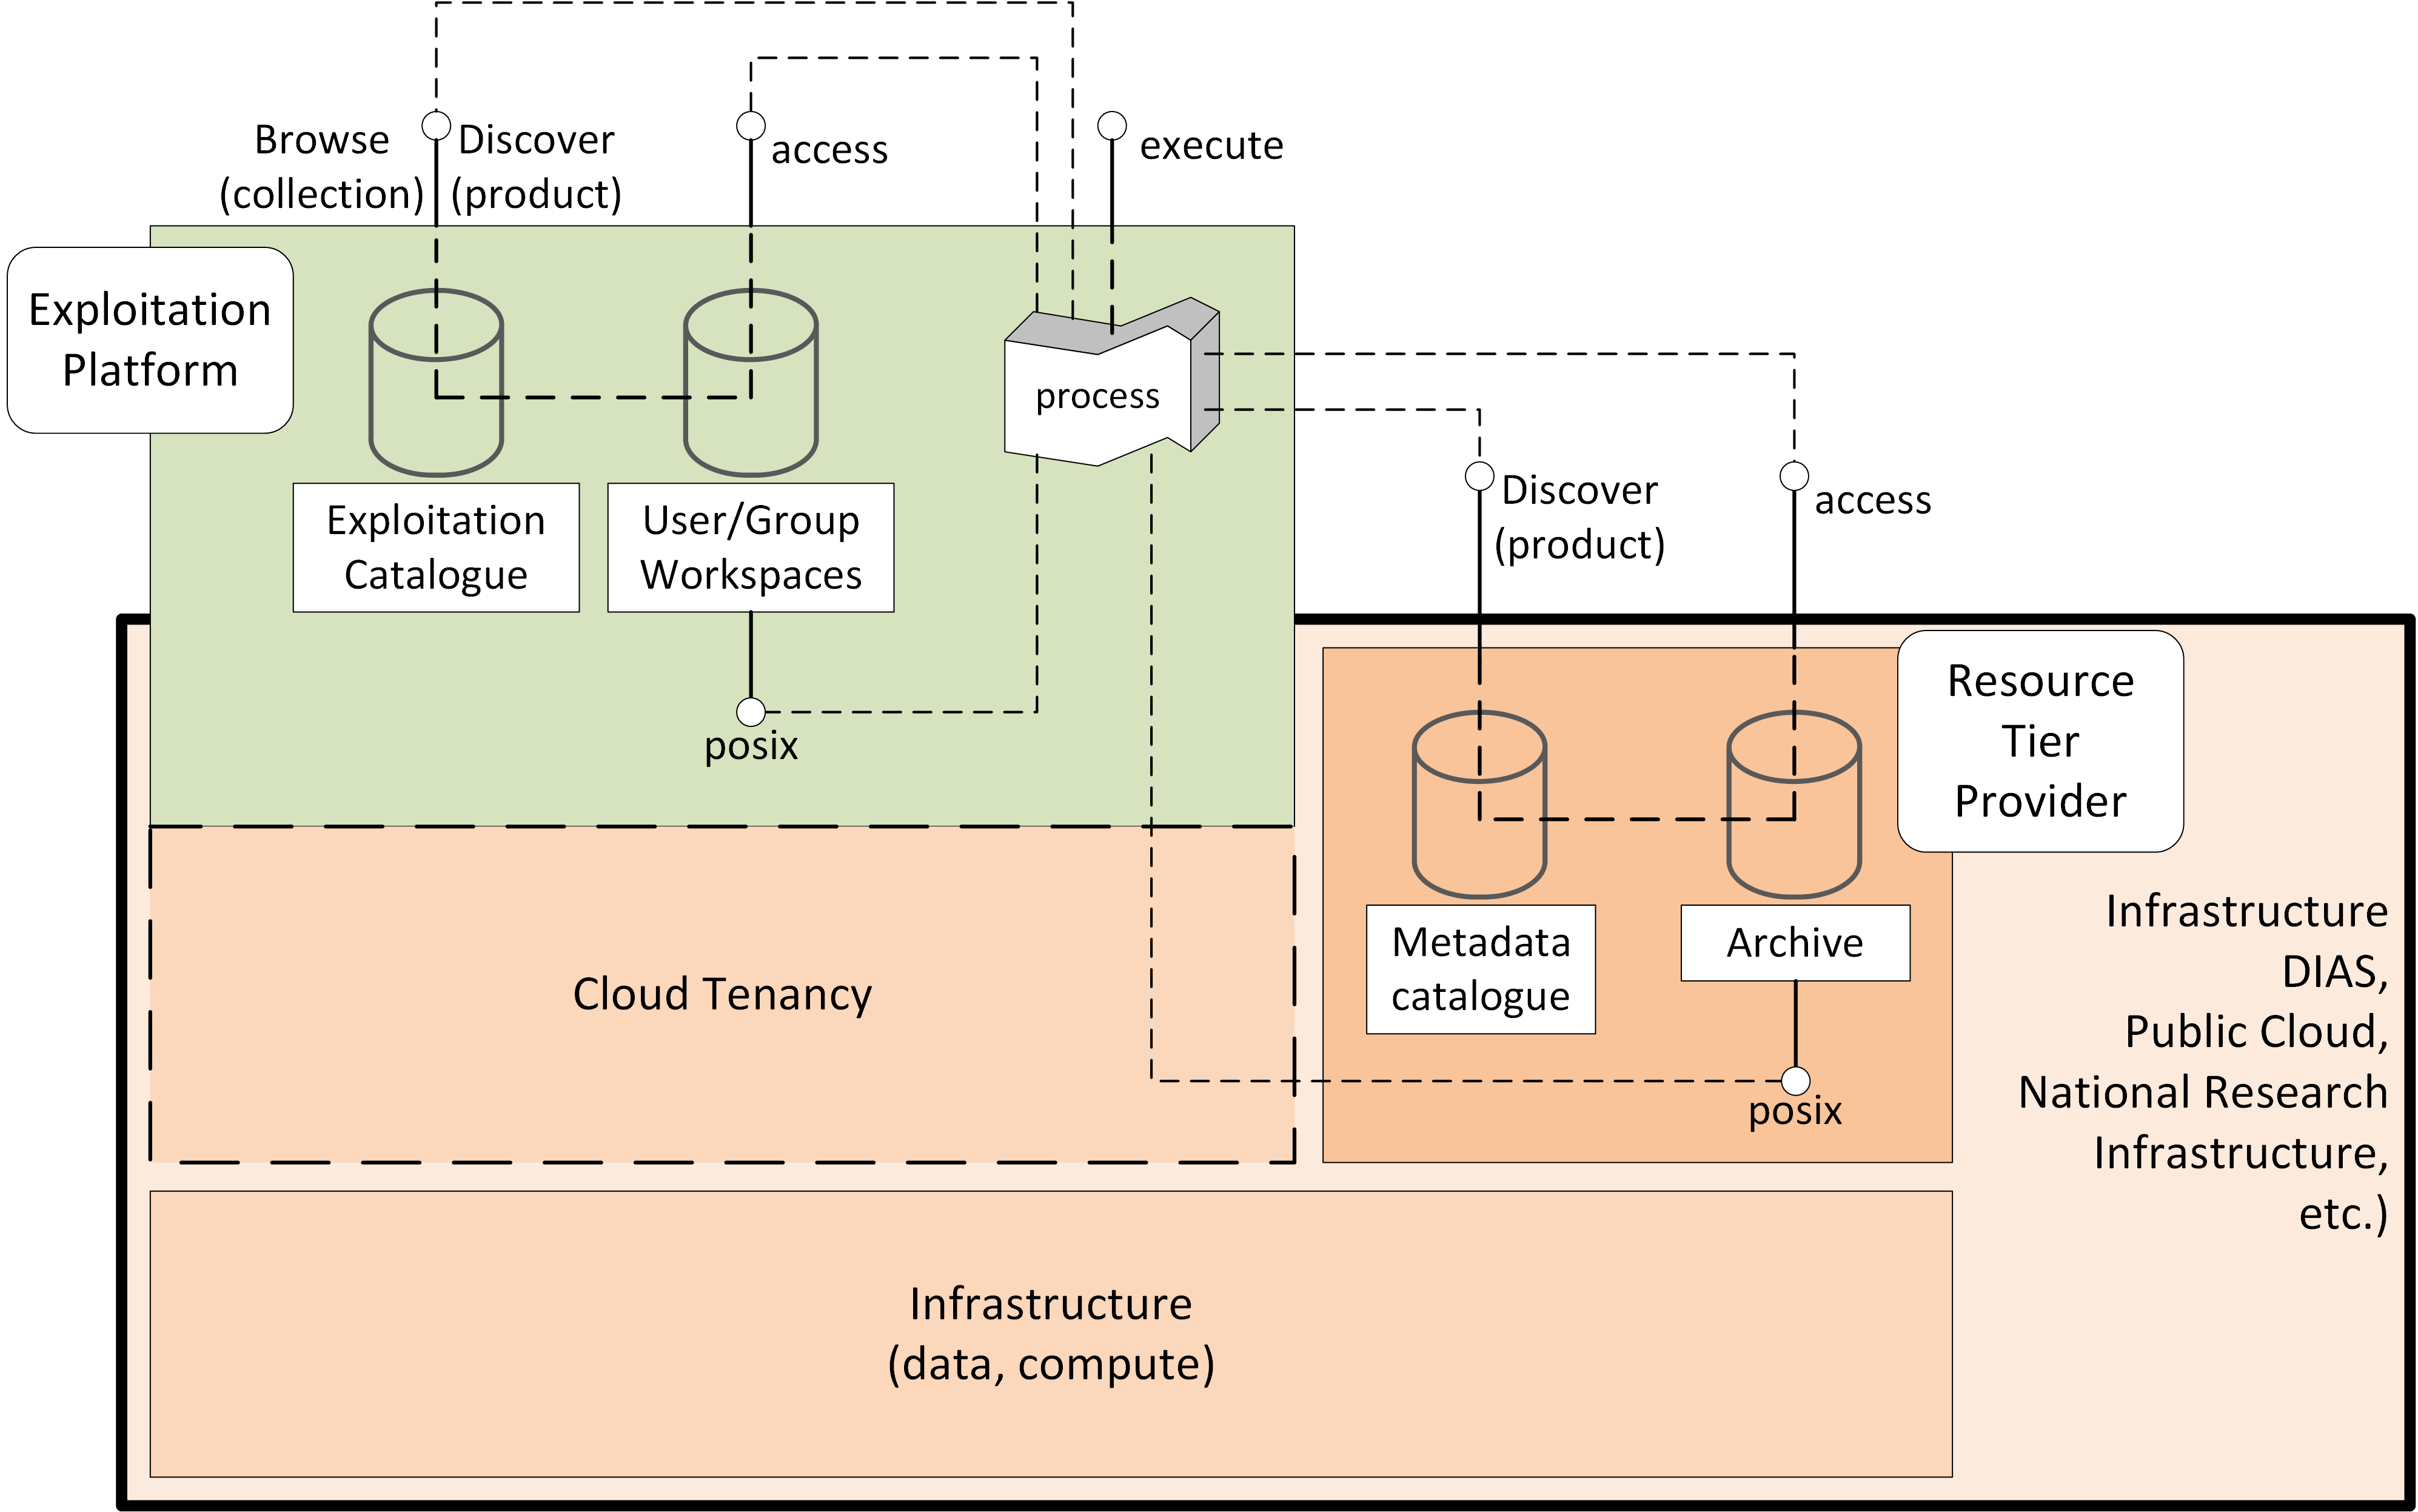 Browse
(collection)
Discover
(product)
access
execute
Exploitation
Platform
process
Exploitation
Catalogue
User/Group
Workspaces
posix
Discover
(product)
access
Resource
Tier
Provider
Metadata
catalogue
Archive
posix
Cloud Tenancy
Infrastructure
DIAS,
Public Cloud,
National Research
Infrastructure,
etc.)
Infrastructure
(data, compute)